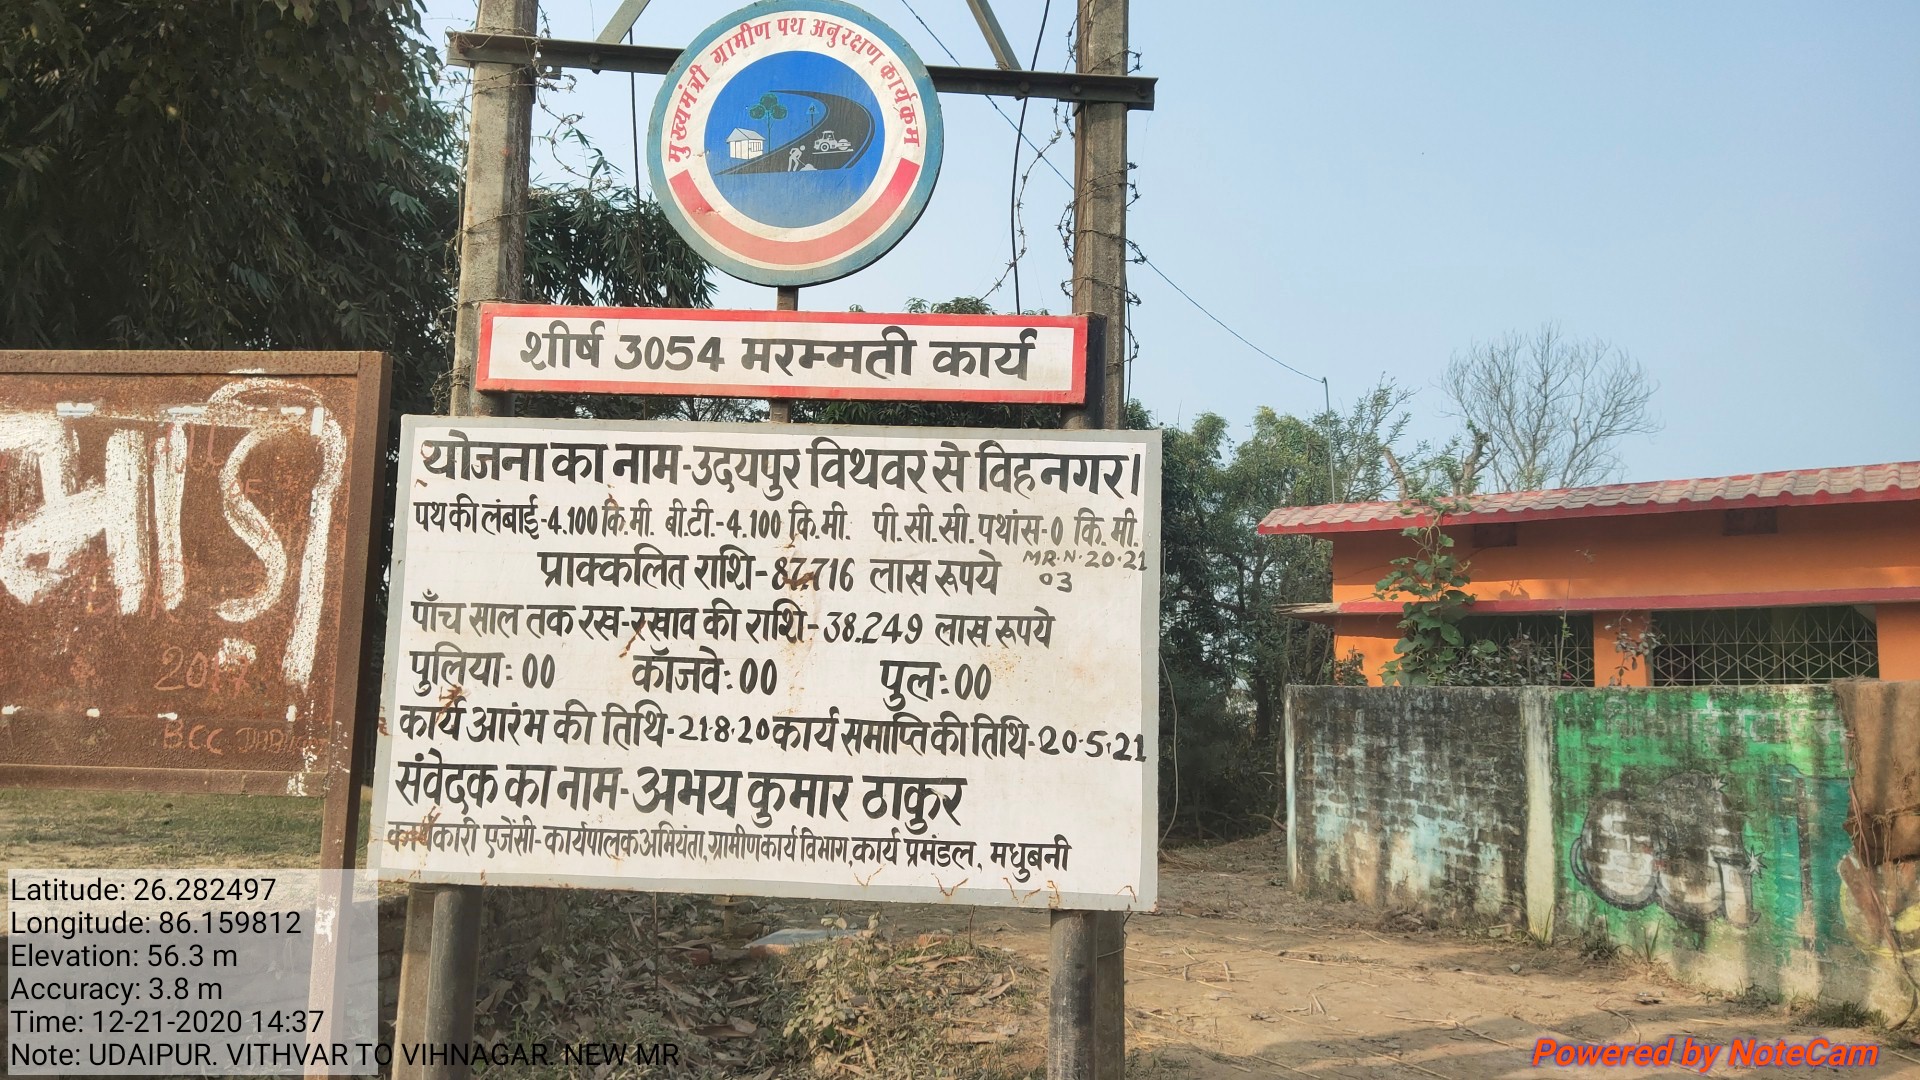 मुख्यमंत्री ग्रामीण पथ अनुरक्षण कार्यक्रम
शीर्ष 3054 मरम्मती कार्य
योजना का नाम-उदयपुर विथवर से विहनगर।
पथ की लंबाई-4.100 कि.मी. बी.टी.-4.100 कि.मी. पी.सी.सी. पथांस-0 कि.मी.
प्राक्कलित राशि-87.716 लाख रूपये
MR.N.20.21
03
पाँच साल तक रख-रखाव की राशि-38.249 लाख रूपये
पुलिया: 00 कॉजवे: 00 पुल: 00
कार्य आरंभ की तिथि-21.8.20 कार्य समाप्ति की तिथि-20.5.21
संवेदक का नाम-अभय कुमार ठाकुर
कार्यकारी एजेंसी-कार्यपालक अभियंता, ग्रामीण कार्य विभाग, कार्य प्रमंडल, मधुबनी
2017
BCC
Latitude: 26.282497
Longitude: 86.159812
Elevation: 56.3 m
Accuracy: 3.8 m
Time: 12-21-2020 14:37
Note: UDAIPUR. VITHVAR TO VIHNAGAR. NEW MR
Powered by NoteCam